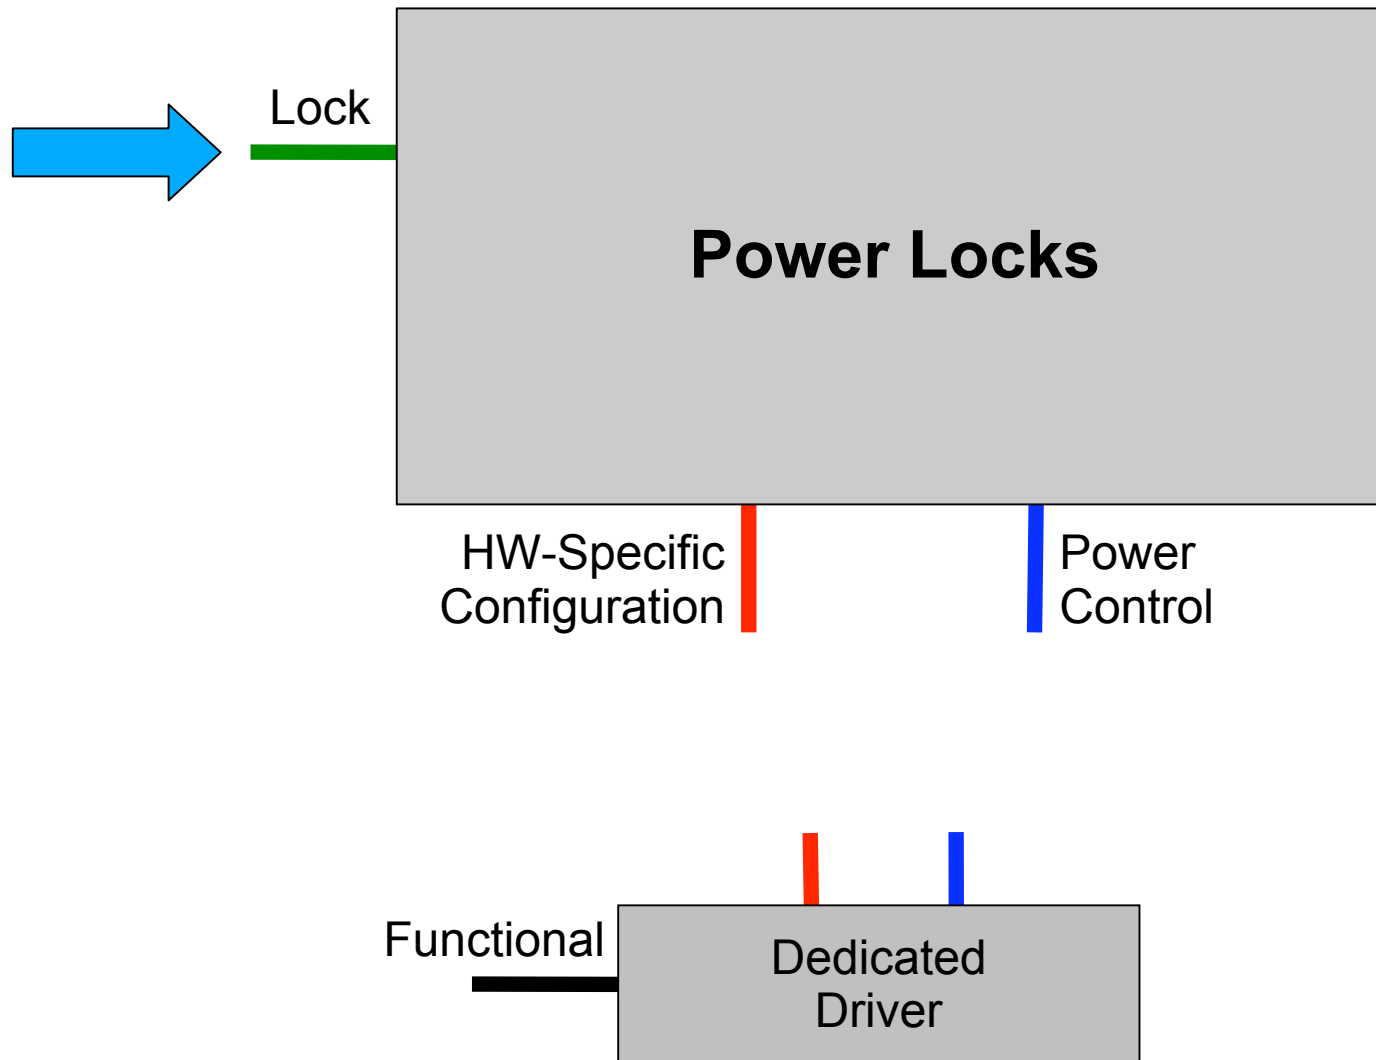 Lock
Power Locks
HW-Specific
Configuration
Power
Control
Functional
Dedicated
Driver